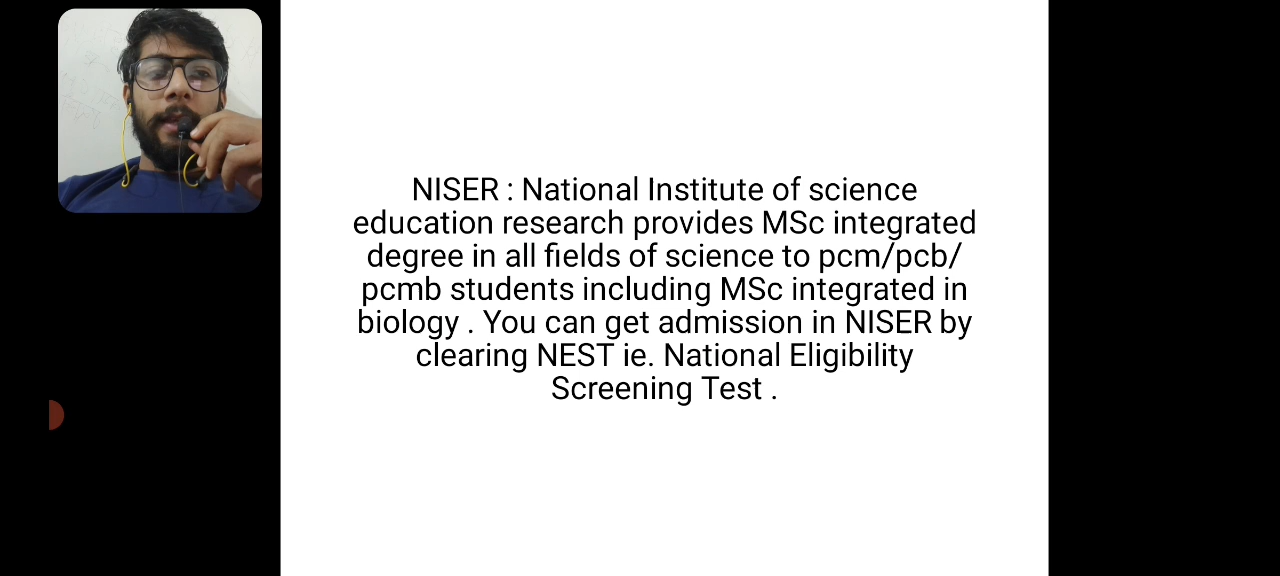 NISER : National Institute of science
education research provides MSc integrated
degree in all fields of science to pcm/pcb/
pcmb students including MSc integrated in
biology . You can get admission in NISER by
clearing NEST ie. National Eligibility
Screening Test .